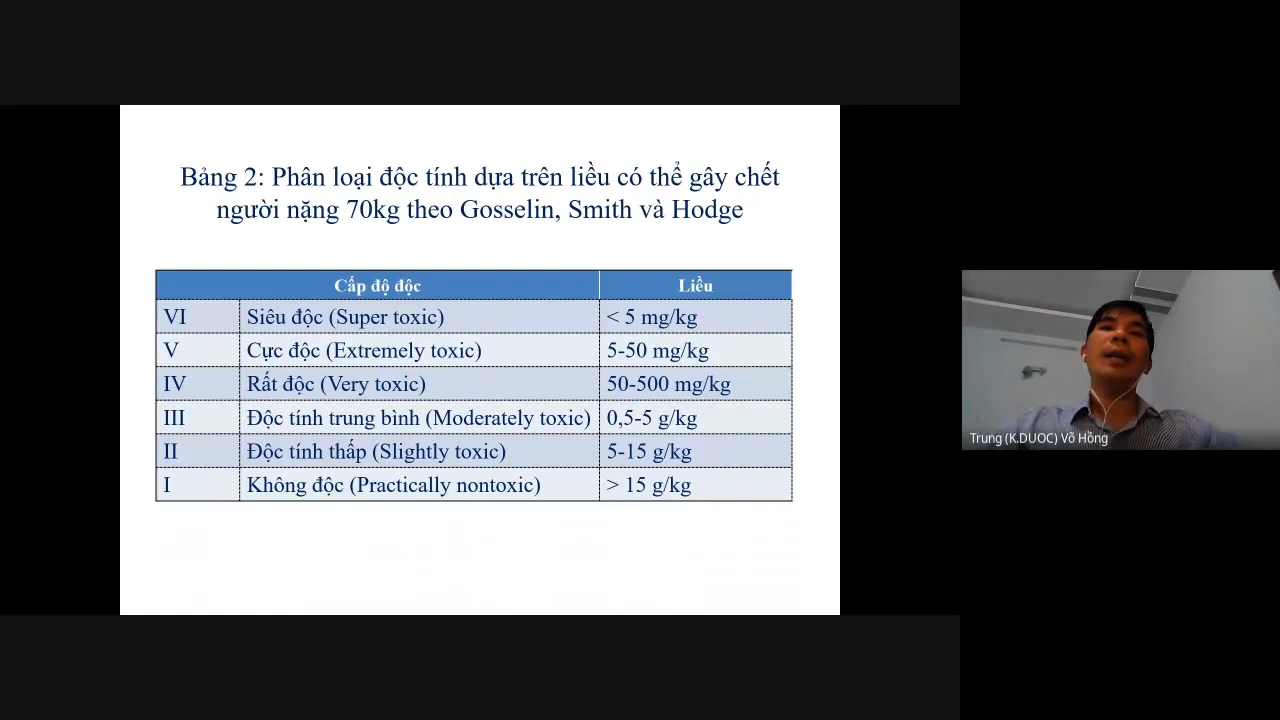 Bảng 2: Phân loại độc tính dựa trên liều có thể gây chết
người nặng 70kg theo Gosselin, Smith và Hodge
Cấp độ độc Liều
VI Siêu độc (Super toxic) < 5 mg/kg
V Cực độc (Extremely toxic) 5-50 mg/kg
IV Rất độc (Very toxic) 50-500 mg/kg
III Độc tính trung bình (Moderately toxic) 0,5-5 g/kg
II Độc tính thấp (Slightly toxic) 5-15 g/kg
I Không độc (Practically nontoxic) > 15 g/kg
Trung (K.DUOC) Võ Hồng